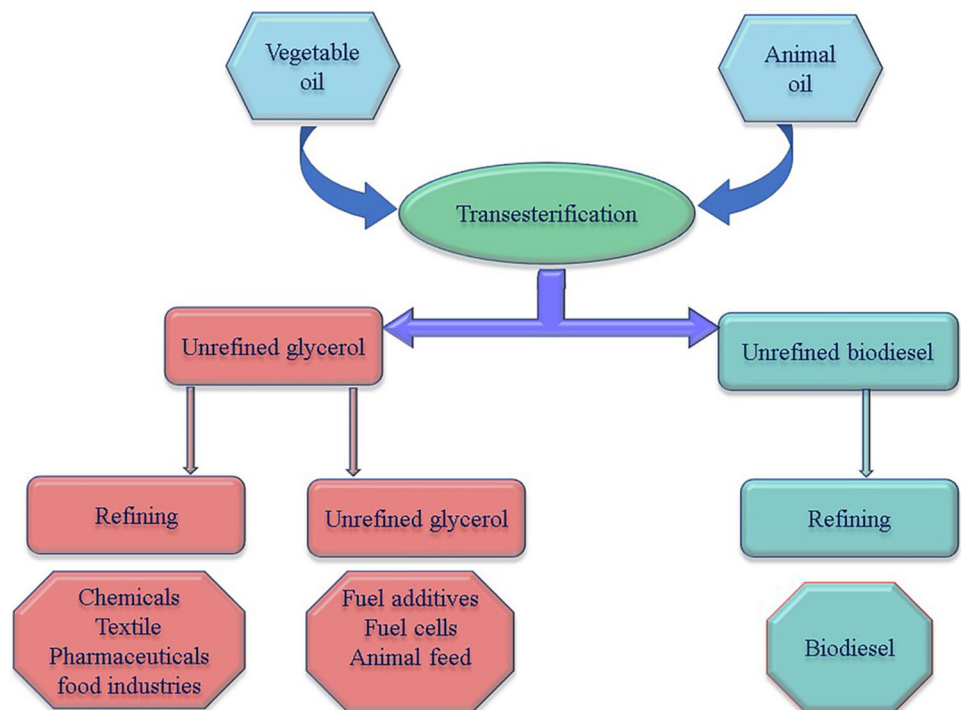 Vegetable
oil
Animal
oil
Transesterification
Unrefined glycerol
Unrefined biodiesel
Refining
Unrefined glycerol
Refining
Chemicals
Textile
Pharmaceuticals
food industries
Fuel additives
Fuel cells
Animal feed
Biodiesel